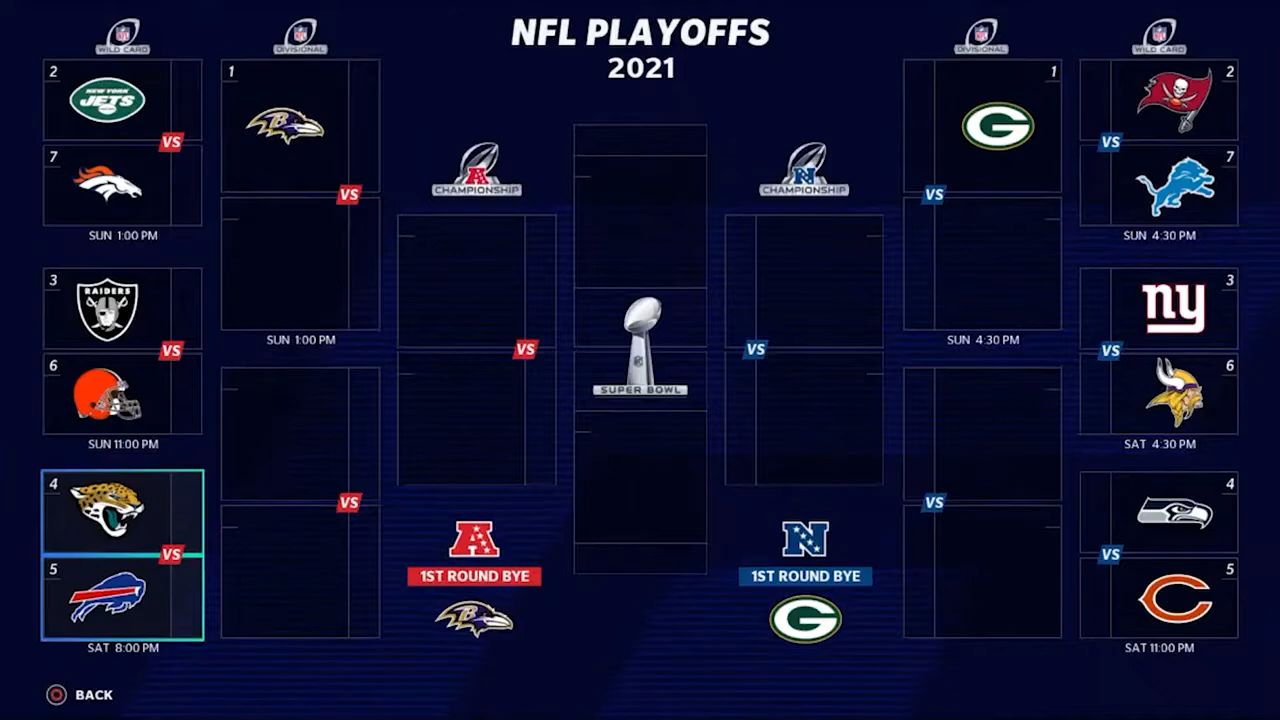 NFL PLAYOFFS
2021
WILD CARD
DIVISIONAL
DIVISIONAL
WILD CARD
2
NEW YORK
JETS
VS
7
SUN 1:00 PM
3
RAIDERS
VS
6
SUN 11:00 PM
4
VS
5
SAT 8:00 PM
1
VS
SUN 1:00 PM
VS
A
CHAMPIONSHIP
VS
A
1ST ROUND BYE
SUPER BOWL
N
CHAMPIONSHIP
VS
N
1ST ROUND BYE
G
1
G
VS
SUN 4:30 PM
VS
2
VS
7
SUN 4:30 PM
3
ny
VS
6
SAT 4:30 PM
4
VS
5
C
SAT 11:00 PM
BACK